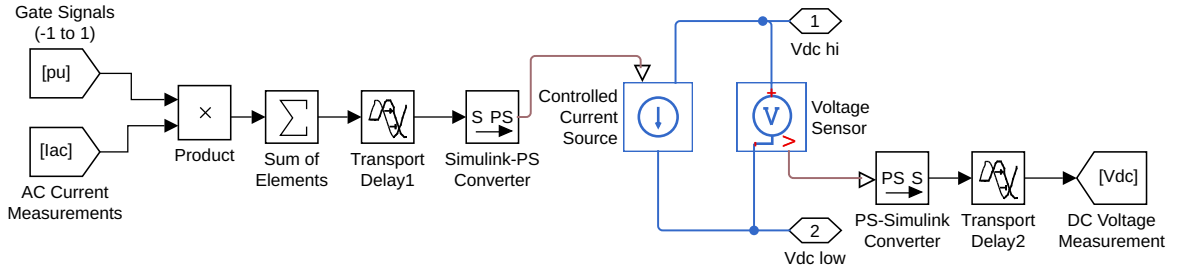 Gate Signals
(-1 to 1)
[pu]
[Iac]
AC Current
Measurements
×
Product
Σ
Sum of
Elements
Transport
Delay1
S PS
Simulink-PS
Converter
Controlled
Current
Source
1
Vdc hi
+
V
-
Voltage
Sensor
2
Vdc low
PS S
PS-Simulink
Converter
Transport
Delay2
[Vdc]
DC Voltage
Measurement